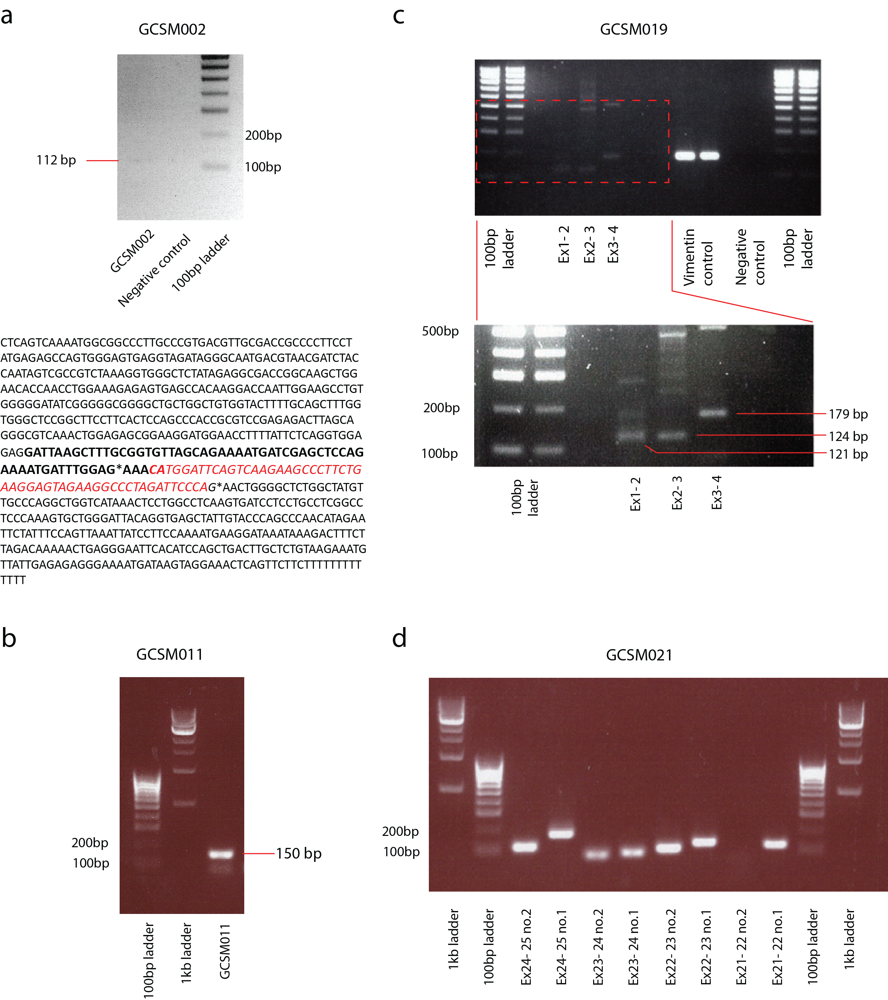 a
GCSM002
200bp
112 bp
100bp
GCSM002
Negative control
100bp ladder
CTCAGTCAAAATGGCGGCCCTTGCCCGTGACGTTGCGACCGCCCCTTCCT
ATGAGAGCCAGTGGGAGTGAGGTAGATAGGGCAATGACGTAACGATCTAC
CAATAGTCGCCGTCTAAAGGTGGGCTCTATAGAGGCGACCGGCAAGCTGG
AACACCAACCTGGAAAGAGAGTGAGCCACAAGGACCAATTGGAAGCCTGT
GGGGGATATCGGGGGCGGGGCTGCTGGCTGTGGTACTTTTGCAGCTTTGG
TGGGCTCCGGCTTCCTTCACTCCAGCCCACCGCGTCCGAGAGACTTAGCA
GGGCGTCAAACTGGAGAGCGGAAGGATGGAACCTTTTATTCTCAGGTGGA
GAGGATTAAGCTTTGCGGTGTTAGCAGAAAATGATCGAGCTCCAG
AAAATGATTTGGAG*AAACATGGATTCAGTCAAGAAGCCCTTCTG
AAGGAGTAGAAGGCCCTAGATTCCCAG*AACTGGGGCTCTGGCTATGT
TGCCCAGGCTGGTCATAAACTCCTGGCCTCAAGTGATCCTCCTGCCTCGGCC
TCCCAAAGTGCTGGGATTACAGGTGAGCTATTGTACCCAGCCCAACATAGAA
TTCTATTTCCAGTTAAATTATCCTTCCAAAATGAAGGATAAATAAAGACTTTCT
TAGACAAAAACTGAGGGAATTCACATCCAGCTGACTTGCTCTGTAAGAAATG
TTATTGAGAGAGGGAAAATGATAAGTAGGAAACTCAGTTCTTCTTTTTTTTT
TTTT
b
GCSM011
200bp
100bp
150 bp
100bp ladder
1kb ladder
GCSM011
c
GCSM019
100bp
ladder
Ex1- 2
Ex2- 3
Ex3- 4
Vimentin
control
Negative
control
100bp
ladder
500bp
200bp
100bp
179 bp
124 bp
121 bp
100bp
ladder
Ex1- 2
Ex2- 3
Ex3- 4
d
GCSM021
200bp
100bp
1kb ladder
100bp ladder
Ex24- 25 no.2
Ex24- 25 no.1
Ex23- 24 no.2
Ex23- 24 no.1
Ex22- 23 no.2
Ex22- 23 no.1
Ex21- 22 no.2
Ex21- 22 no.1
100bp ladder
1kb ladder